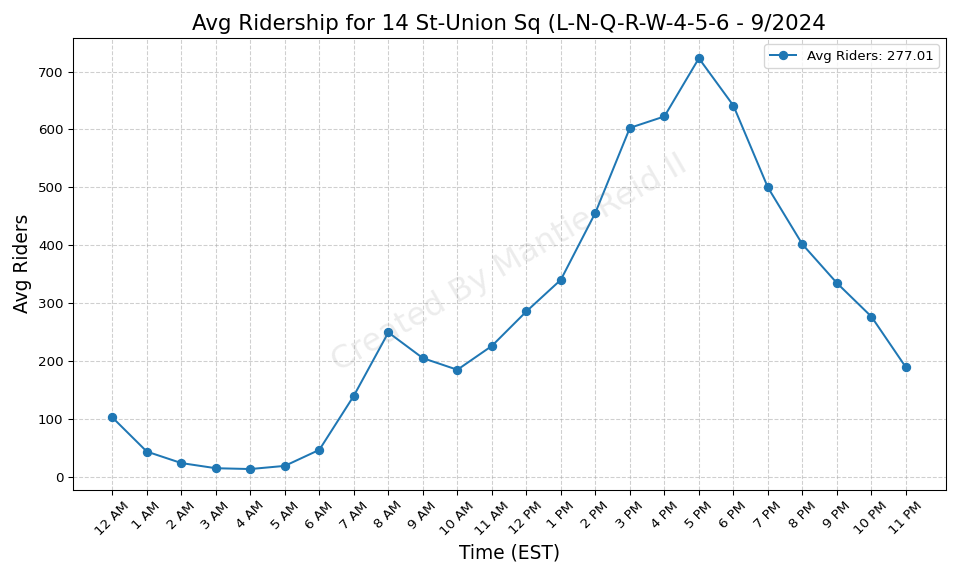 Avg Ridership for 14 St-Union Sq (L-N-Q-R-W-4-5-6 - 9/2024
Avg Riders: 277.01
Avg Riders
700
600
500
400
300
200
100
0
Created By Mantie Reid II
12 AM
1 AM
2 AM
3 AM
4 AM
5 AM
6 AM
7 AM
8 AM
9 AM
10 AM
11 AM
12 PM
1 PM
2 PM
3 PM
4 PM
5 PM
6 PM
7 PM
8 PM
9 PM
10 PM
11 PM
Time (EST)